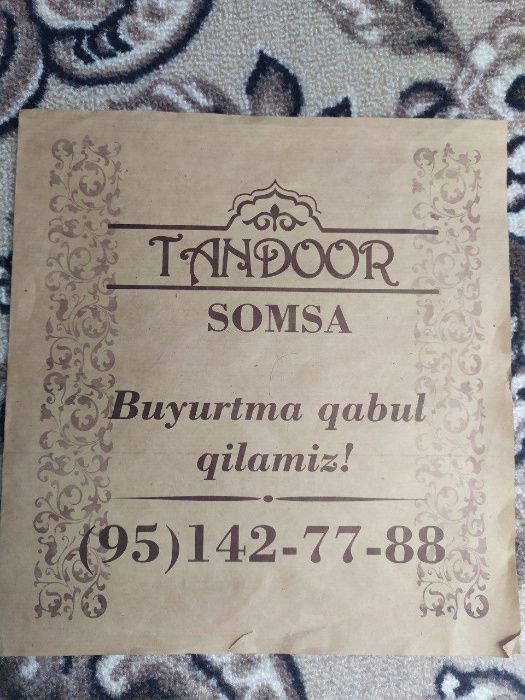 TANDOOR
SOMSA
Buyurtma qabul
qilamiz!
(95)142-77-88